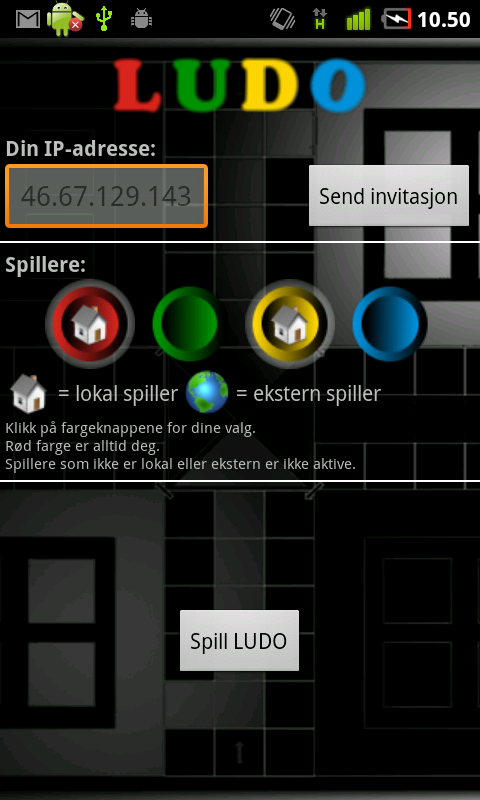 H 10.50
LUDO
Din IP-adresse:
46.67.129.143 Send invitasjon
Spillere:
= lokal spiller = ekstern spiller
Klikk på fargeknappene for dine valg.
Rød farge er alltid deg.
Spillere som ikke er lokal eller ekstern er ikke aktive.
Spill LUDO